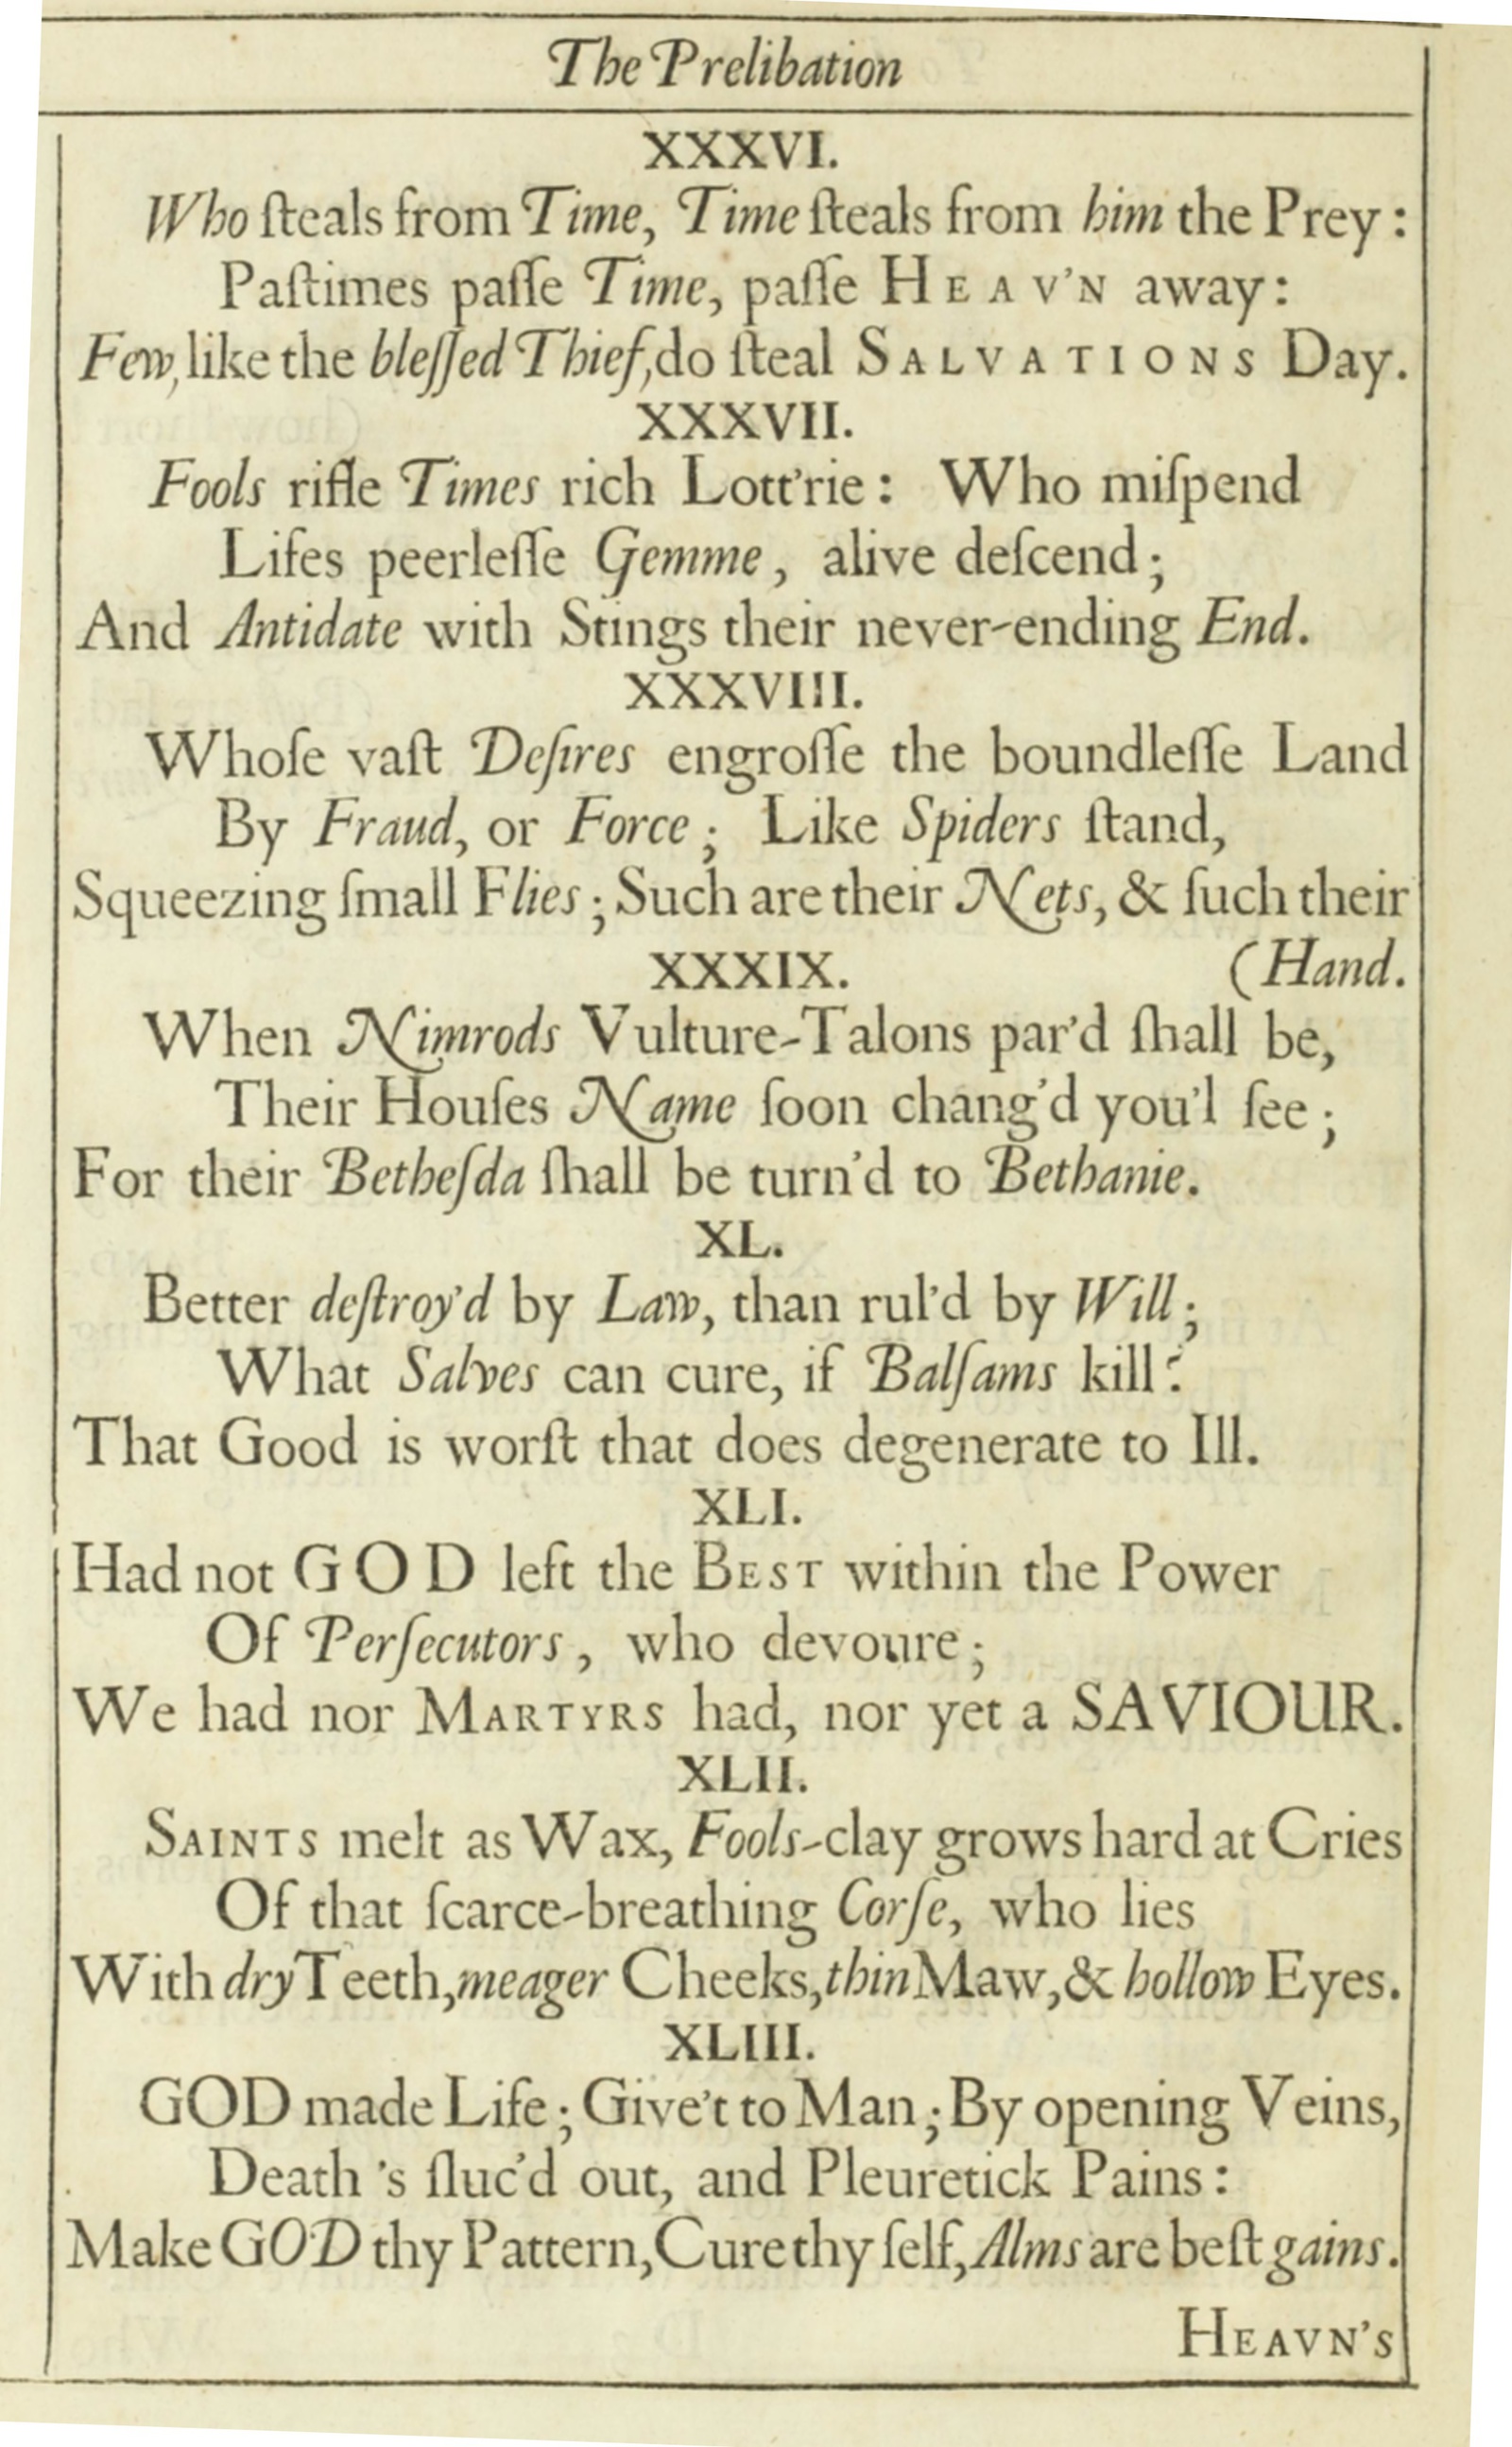 The Prelibation
XXXVI.
Who ſteals from Time, Time ſteals from him the Prey:
Paſtimes paſſe Time, paſſe HEAV'N away:
Few, like the bleſſed Thief, do ſteal SALVATIONS Day.
XXXVII.
Fools rifle Times rich Lott'rie: Who miſpend
Lifes peerleſſe Gemme, alive deſcend;
And Antidate with Stings their never-ending End.
XXXVIII.
Whoſe vaſt Deſires engroſſe the boundleſſe Land
By Fraud, or Force; Like Spiders ſtand,
Squeezing ſmall Flies; Such are their Nets, & ſuch their
(Hand.
XXXIX.
When Nimrods Vulture-Talons par'd ſhall be,
Their Houſes Name ſoon chang'd you'l ſee;
For their Betheſda ſhall be turn'd to Bethanie.
XL.
Better deſtroy'd by Law, than rul'd by Will;
What Salves can cure, if Balſams kill?
That Good is worſt that does degenerate to Ill.
XLI.
Had not GOD left the BEST within the Power
Of Perſecutors, who devoure;
We had nor MARTYRS had, nor yet a SAVIOUR.
XLII.
SAINTS melt as Wax, Fools-clay grows hard at Cries
Of that ſcarce-breathing Corſe, who lies
With dry Teeth, meager Cheeks, thin Maw, & hollow Eyes.
XLIII.
GOD made Life; Give't to Man; By opening Veins,
Death 's ſluc'd out, and Pleuretick Pains:
Make GOD thy Pattern, Cure thy ſelf, Alms are beſt gains.
HEAVN'S